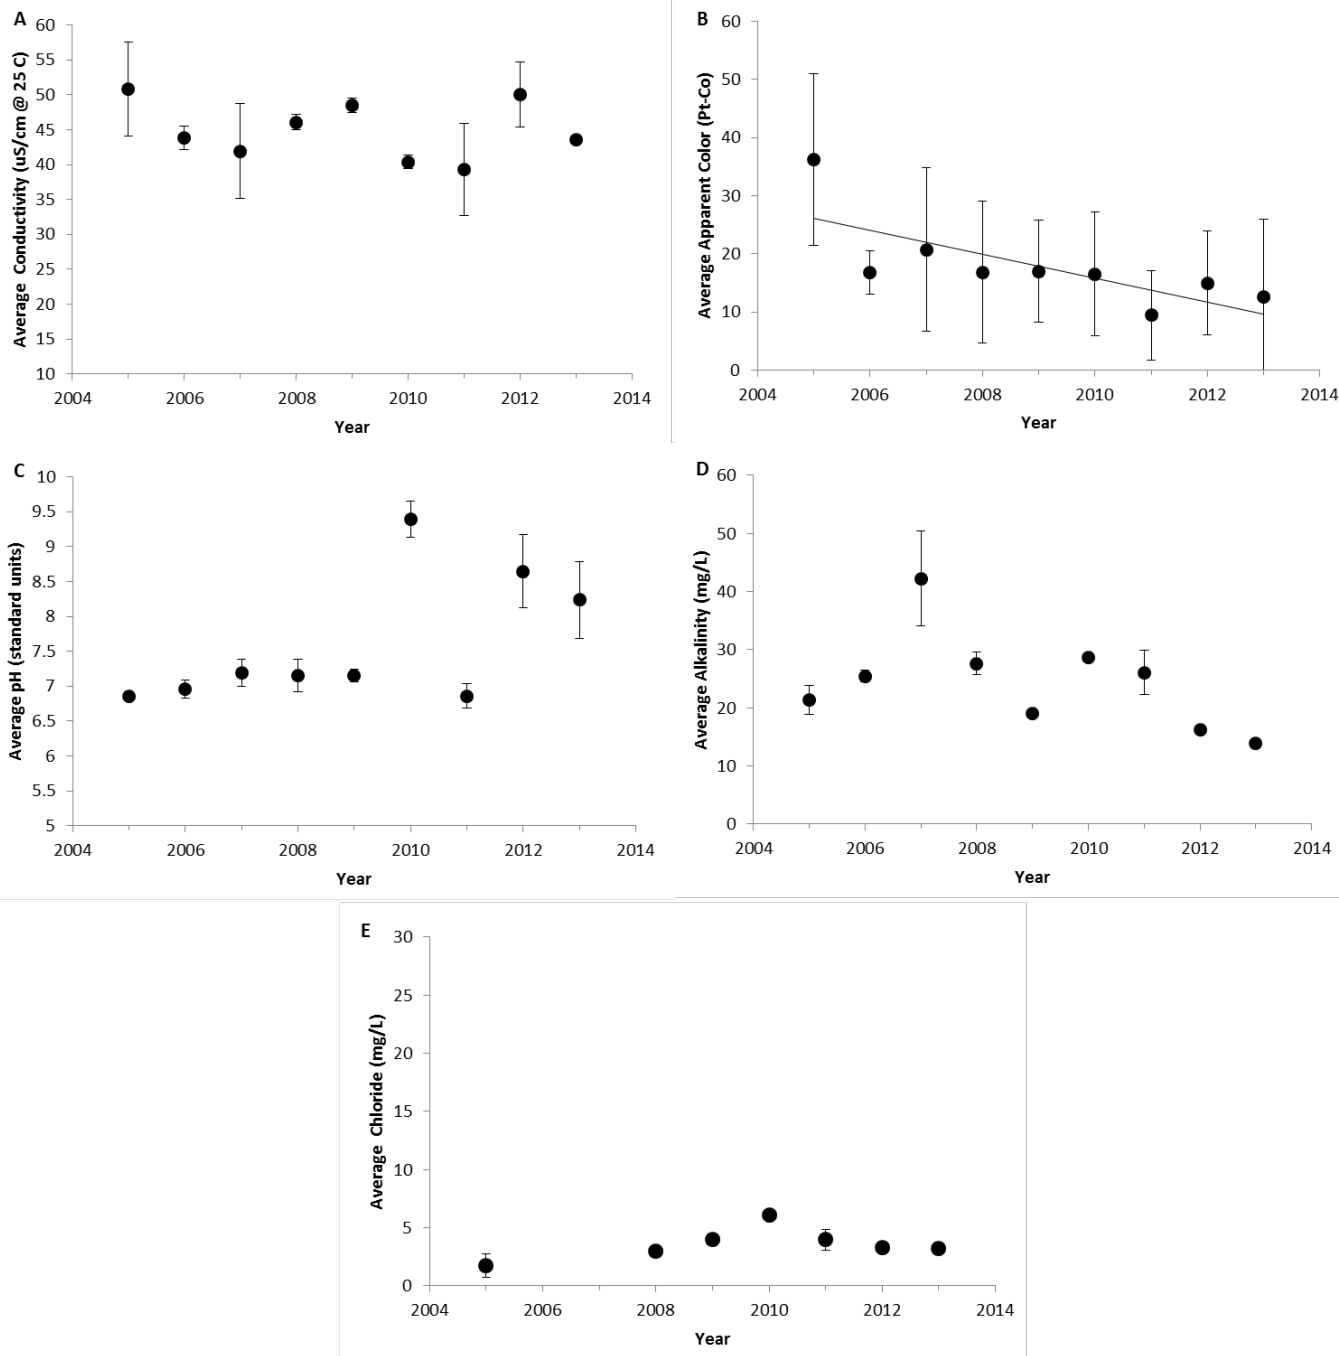 A
Average Conductivity (uS/cm @ 25 C)
60
55
50
45
40
35
30
25
20
15
10
2004 2006 2008 2010 2012 2014
Year
B
Average Apparent Color (Pt-Co)
60
50
40
30
20
10
0
2004 2006 2008 2010 2012 2014
Year
C
Average pH (standard units)
10
9.5
9
8.5
8
7.5
7
6.5
6
5.5
5
2004 2006 2008 2010 2012 2014
Year
D
Average Alkalinity (mg/L)
60
50
40
30
20
10
0
2004 2006 2008 2010 2012 2014
Year
E
Average Chloride (mg/L)
30
25
20
15
10
5
0
2004 2006 2008 2010 2012 2014
Year